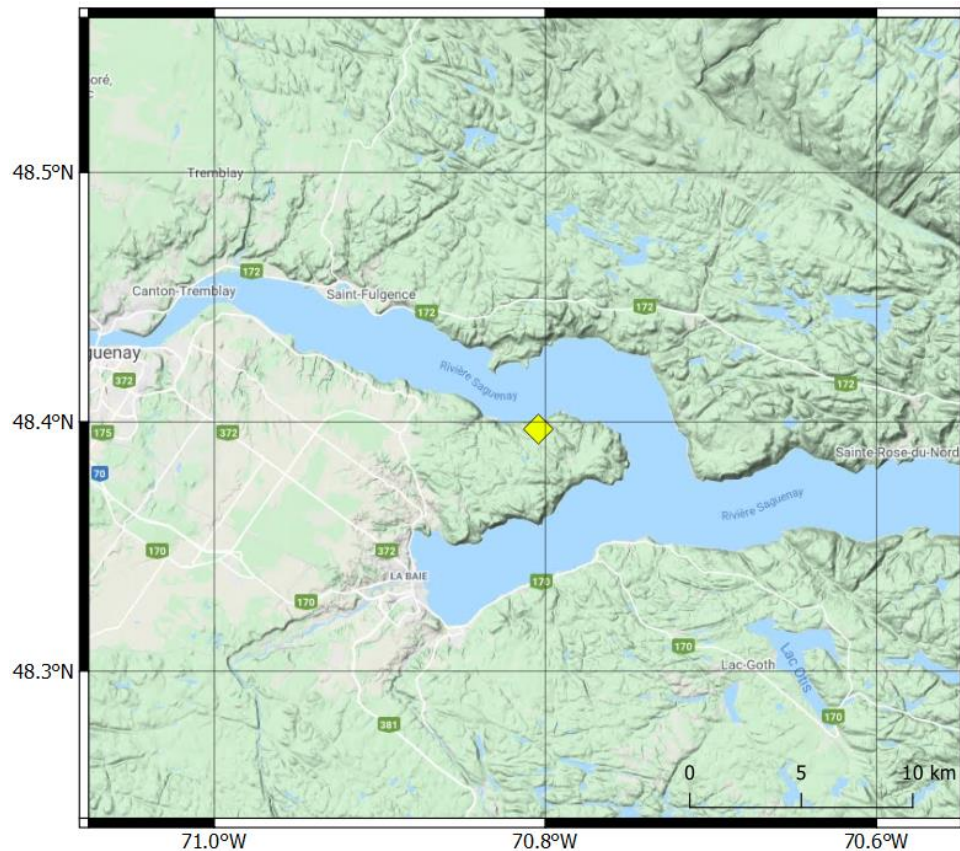 oré,
c
48.5°N
Tremblay
172
Canton-Tremblay
Saint-Fulgence
172
172
guenay
372
Rivière Saguenay
172
48.4°N
175
372
Sainte-Rose-du-Nord
70
Rivière Saguenay
170
372
LA BAIE
170
170
170
Lac-Goth
Lac Otis
48.3°N
381
170
0 5 10 km
71.0°W 70.8°W 70.6°W